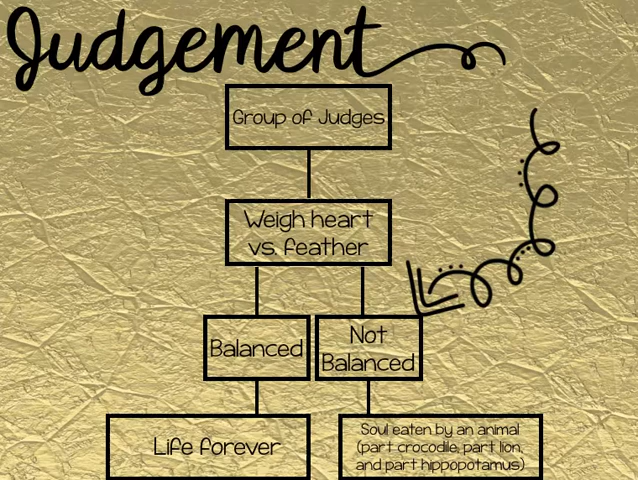 Judgement
Group of Judges
Weigh heart
vs. feather
Balanced
Not
Balanced
Life forever
Soul eaten by an animal
(part crocodile, part lion,
and part hippopotamus)